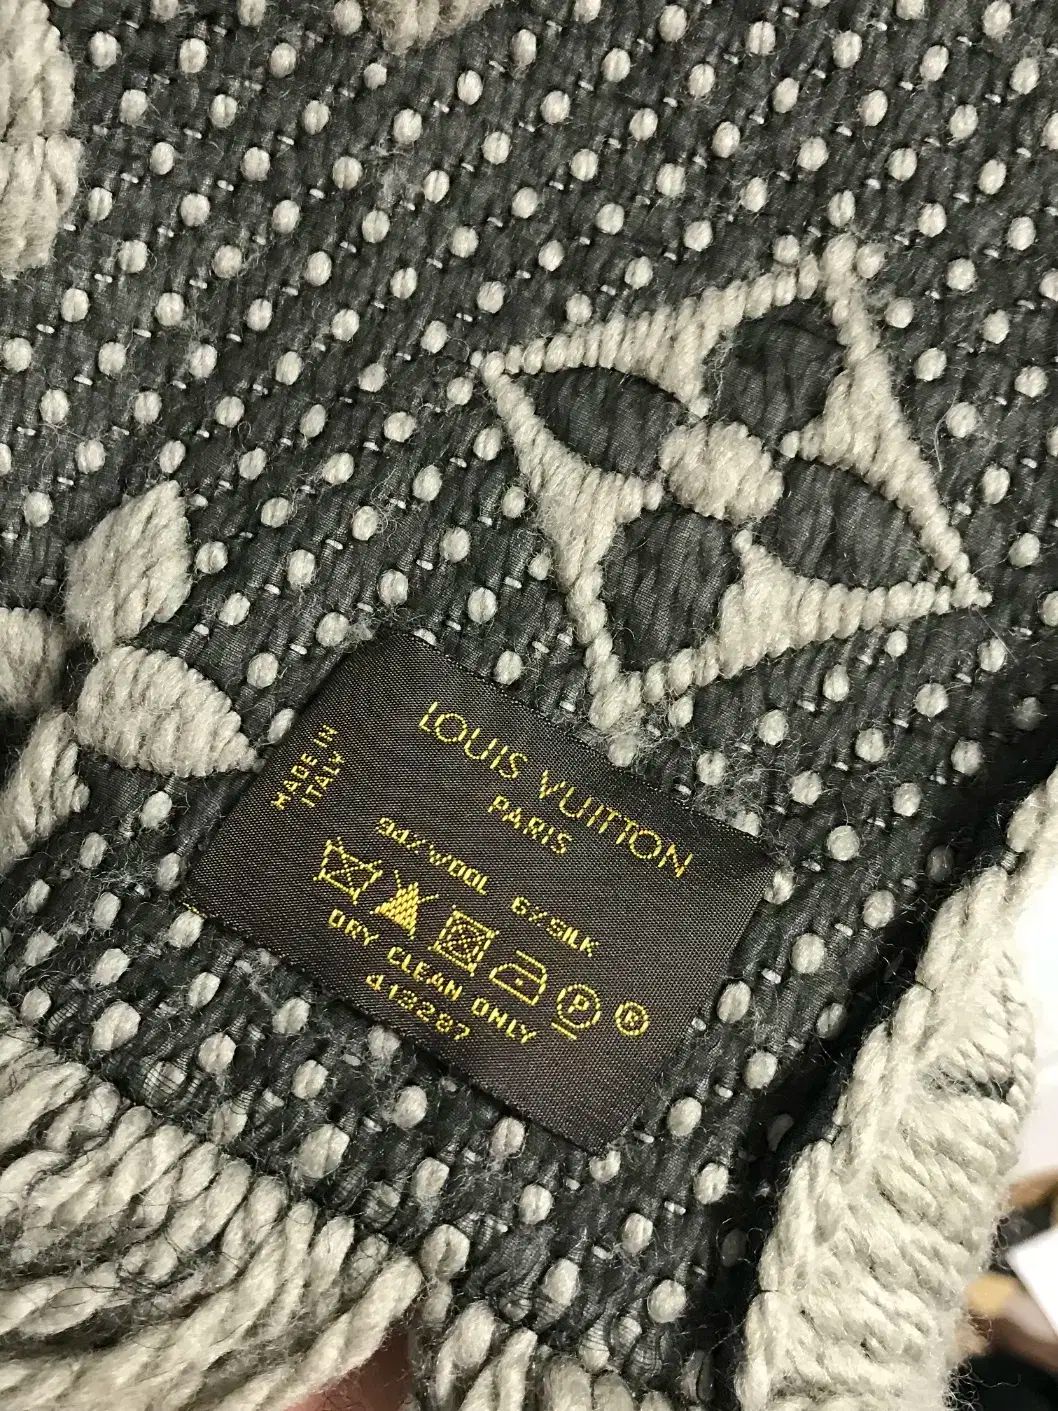 LOUIS VUITTON
PARIS
MADE IN
ITALY
94% WOOL 6% SILK
P ®
DRY CLEAN ONLY
413287